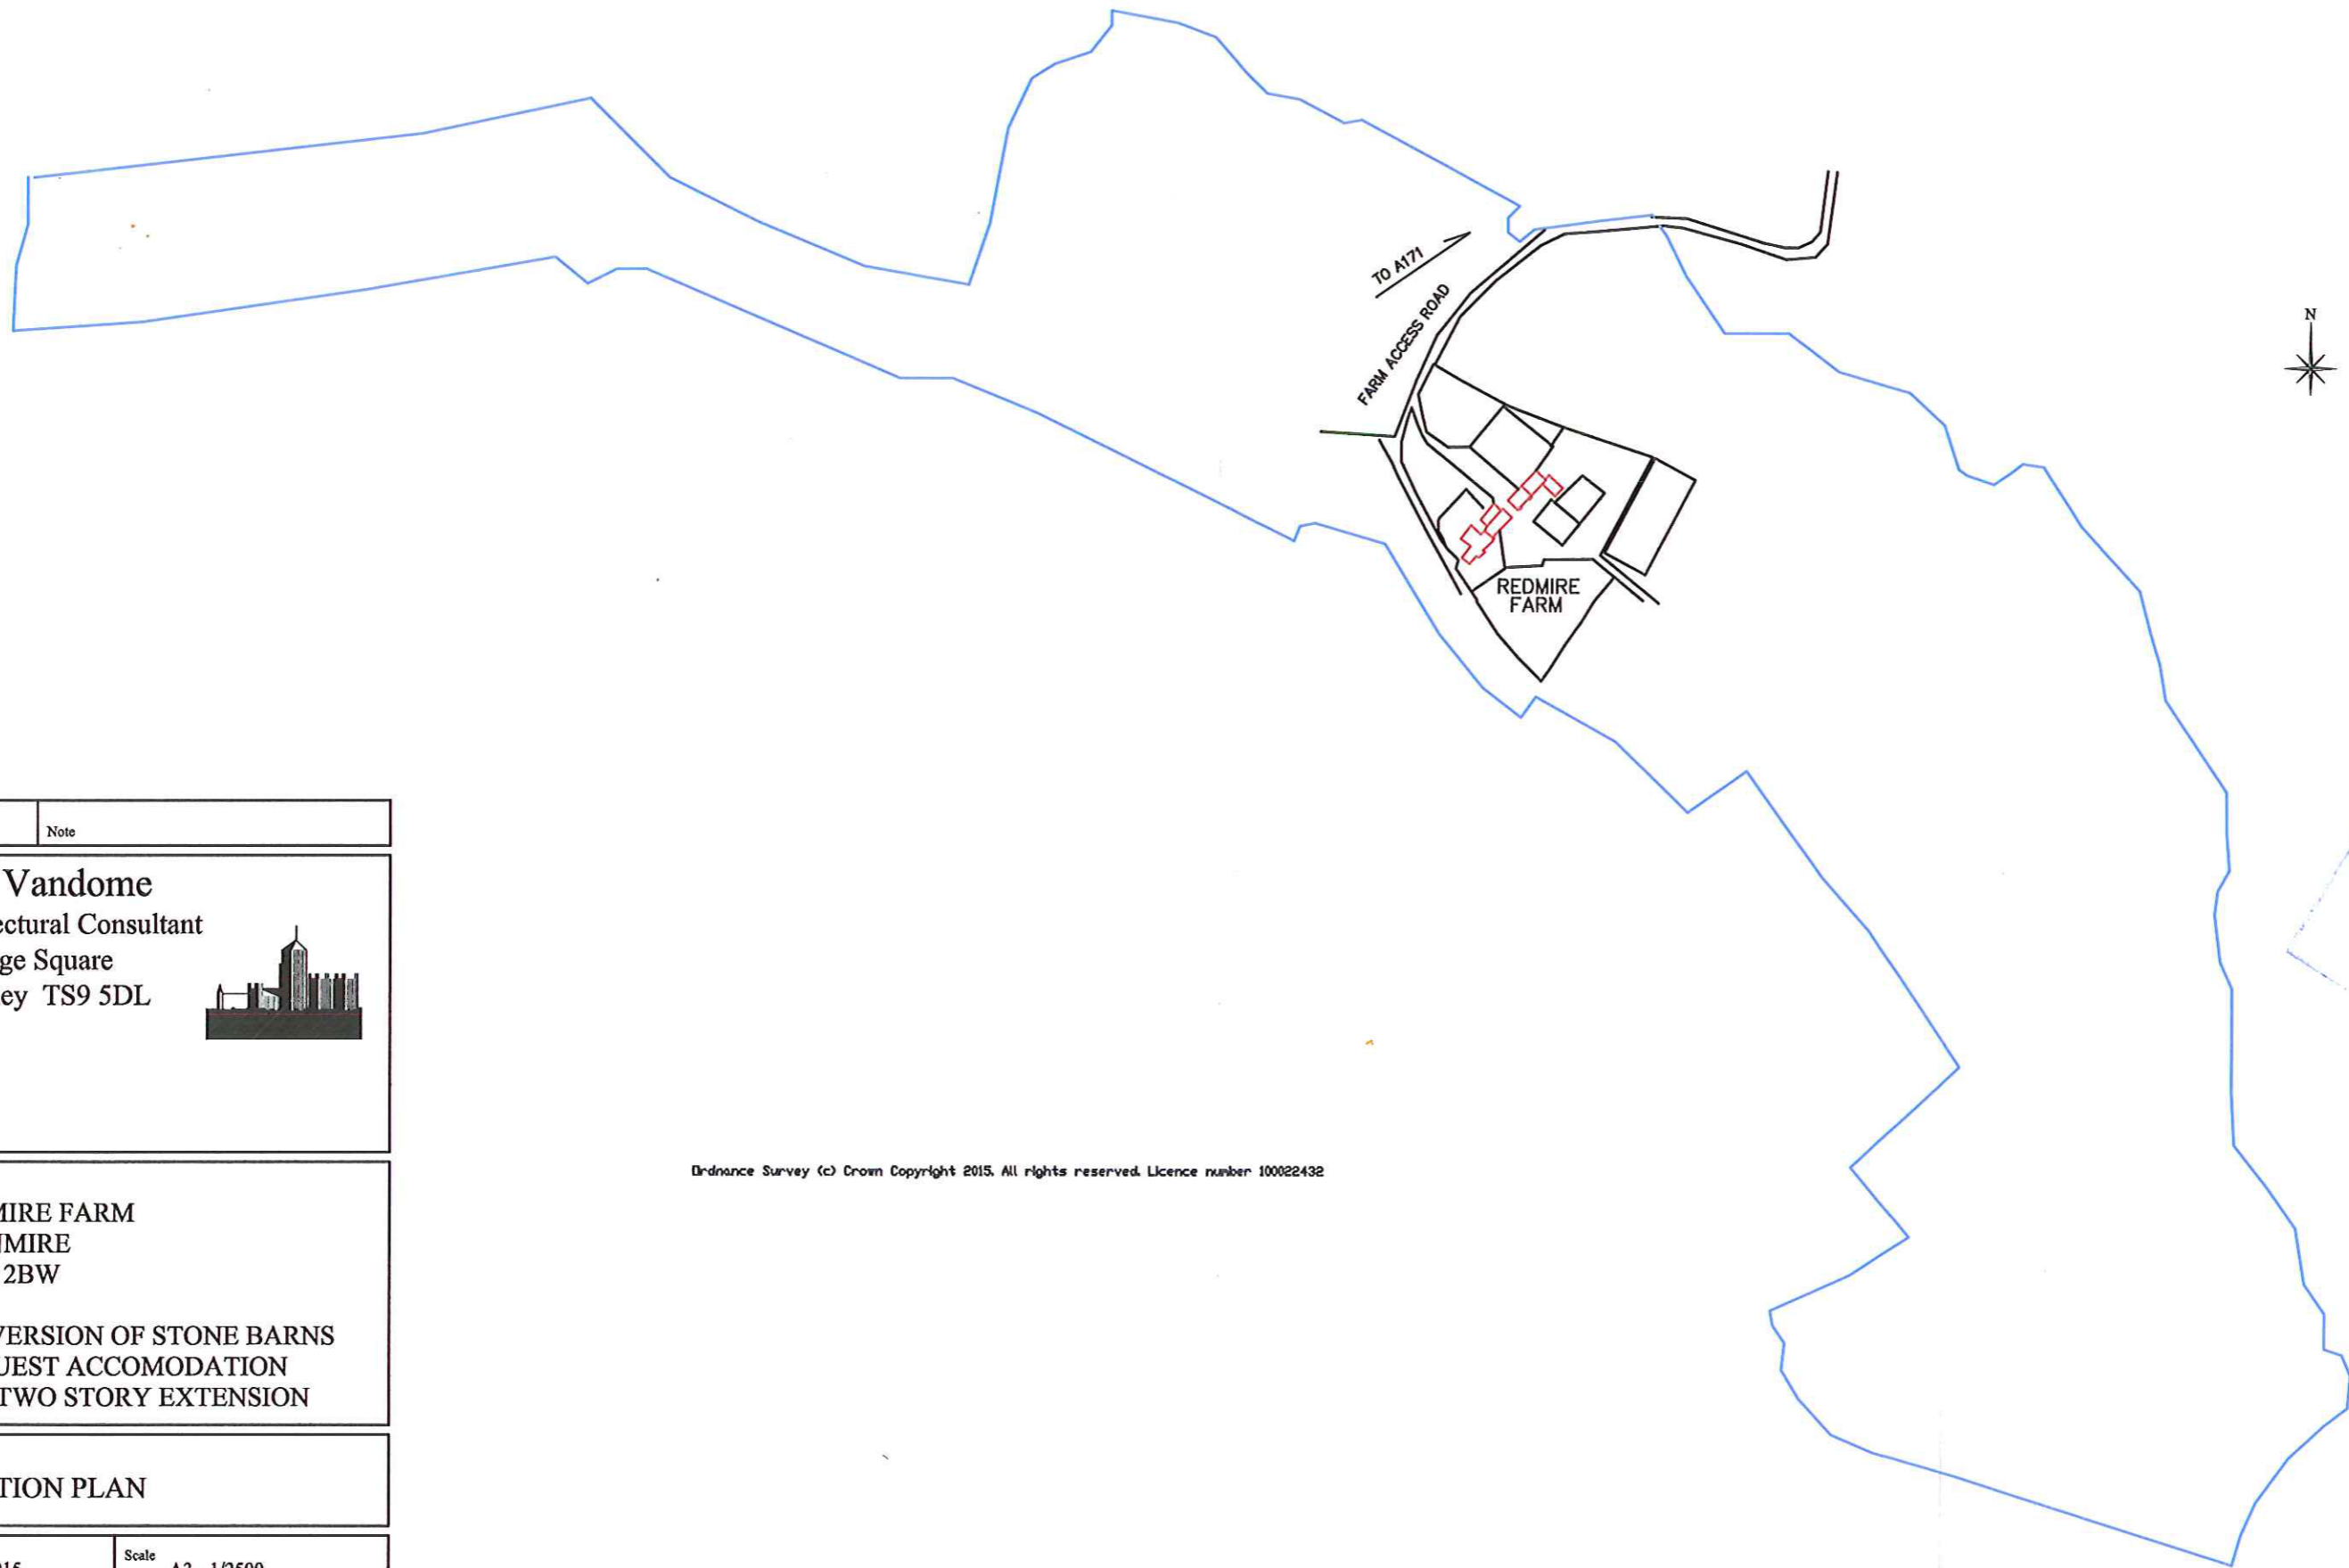 TO A171
FARM ACCESS ROAD
N
REDMIRE
FARM
Note
Vandome
ectural Consultant
ge Square
ey TS9 5DL
Ordnance Survey (c) Crown Copyright 2015. All rights reserved. Licence number 100022432
MIRE FARM
MIRE
2BW
VERSION OF STONE BARNS
UEST ACCOMODATION
TWO STORY EXTENSION
TION PLAN
Scale